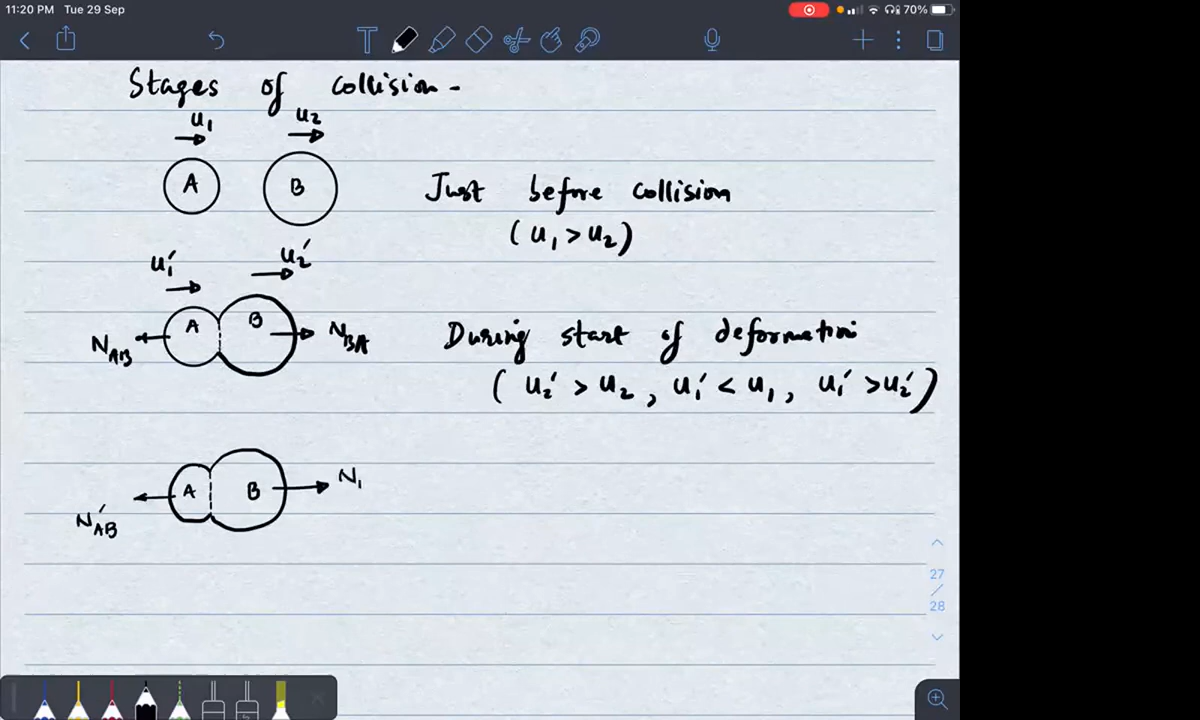 11:20 PM Tue 29 Sep 70%
T
Stages of collision -
u1 u2
A B
Just before collision
(u1 > u2)
u1' u2'
A B
NAB NBA
During start of deformation
(u2' > u2, u1' < u1, u1' > u2')
A B N1
N'AB
27
/
28